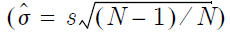 (σ̂ = s√(N − 1) / N)